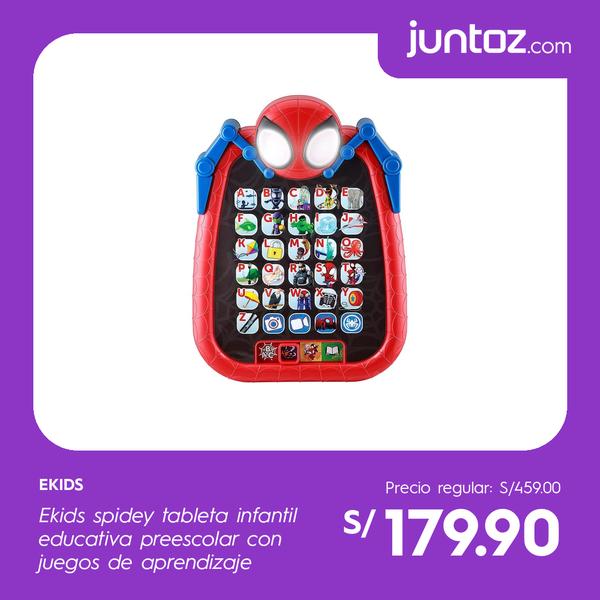 juntoz.com
A B C D E
F G H I J
K L M N O
P Q R S T
U V W X Y
Z
EKIDS
Ekids spidey tableta infantil
educativa preescolar con
juegos de aprendizaje
Precio regular: S/459.00
S/179.90